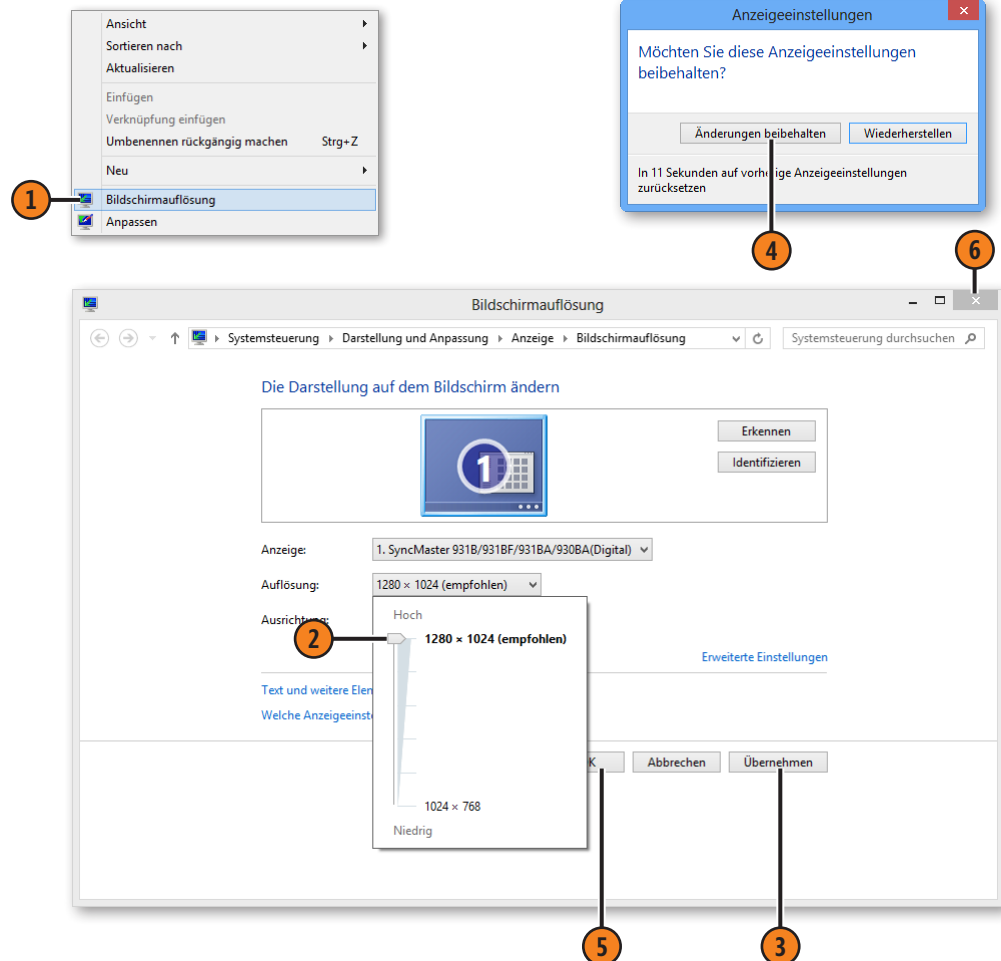 Ansicht
Sortieren nach
Aktualisieren
Einfügen
Verknüpfung einfügen
Umbenennen rückgängig machen Strg+Z
Neu
1
Bildschirmauflösung
Anpassen
Anzeigeeinstellungen
Möchten Sie diese Anzeigeeinstellungen
beibehalten?
Änderungen beibehalten Wiederherstellen
In 11 Sekunden auf vorherige Anzeigeeinstellungen
zurücksetzen
4
6
Bildschirmauflösung
Systemsteuerung Darstellung und Anpassung Anzeige Bildschirmauflösung Systemsteuerung durchsuchen
Die Darstellung auf dem Bildschirm ändern
1
Erkennen
Identifizieren
Anzeige: 1. SyncMaster 931B/931BF/931BA/930BA(Digital)
Auflösung: 1280 × 1024 (empfohlen)
Ausrichtung:
Hoch
2
1280 × 1024 (empfohlen)
Erweiterte Einstellungen
Text und weitere Elem
Welche Anzeigeeinste
K Abbrechen Übernehmen
1024 × 768
Niedrig
5
3